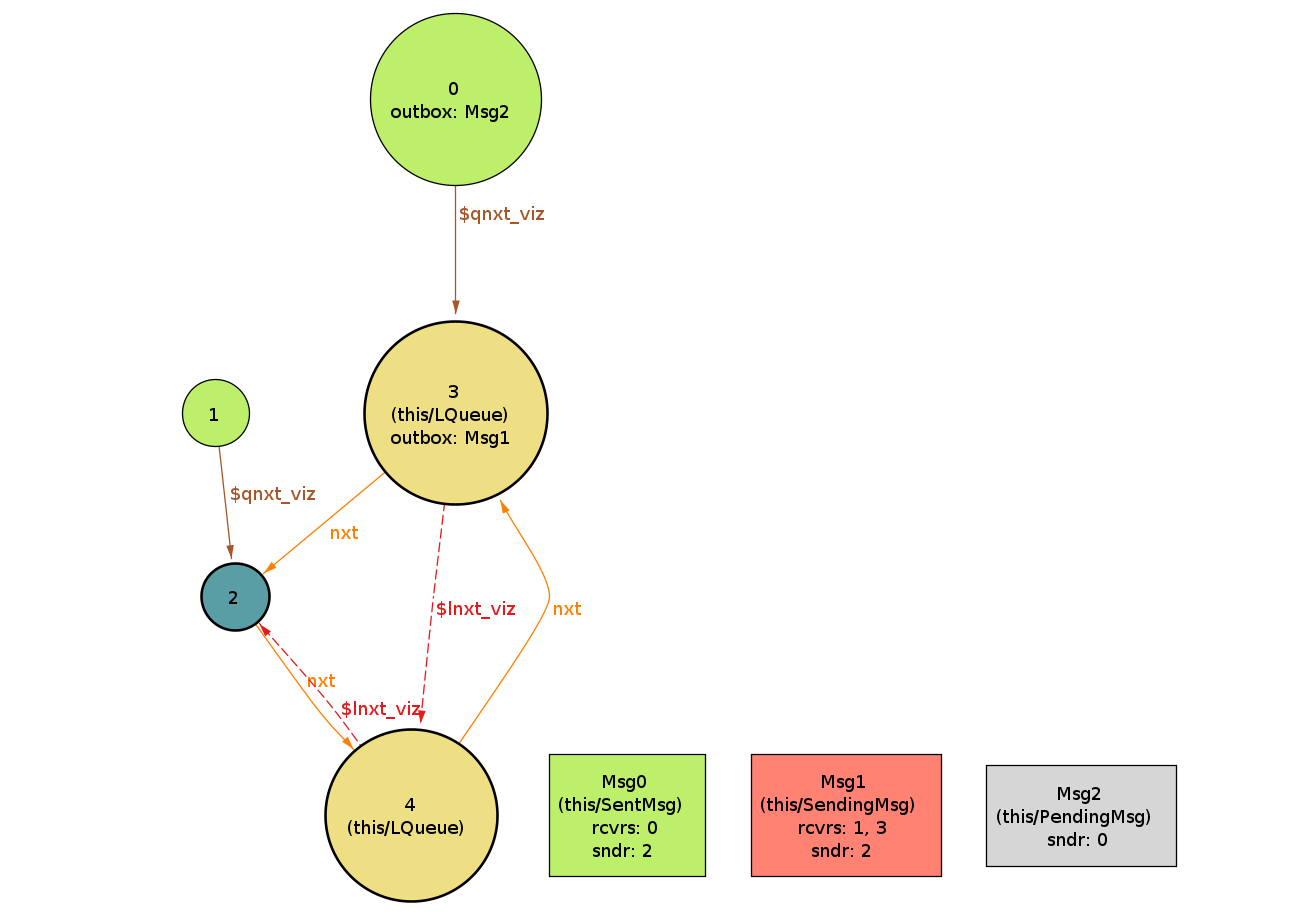 0
outbox: Msg2
$qnxt_viz
3
(this/LQueue)
outbox: Msg1
1
$qnxt_viz
nxt
2
$lnxt_viz
nxt
nxt
$lnxt_viz
4
(this/LQueue)
Msg0
(this/SentMsg)
rcvrs: 0
sndr: 2
Msg1
(this/SendingMsg)
rcvrs: 1, 3
sndr: 2
Msg2
(this/PendingMsg)
sndr: 0